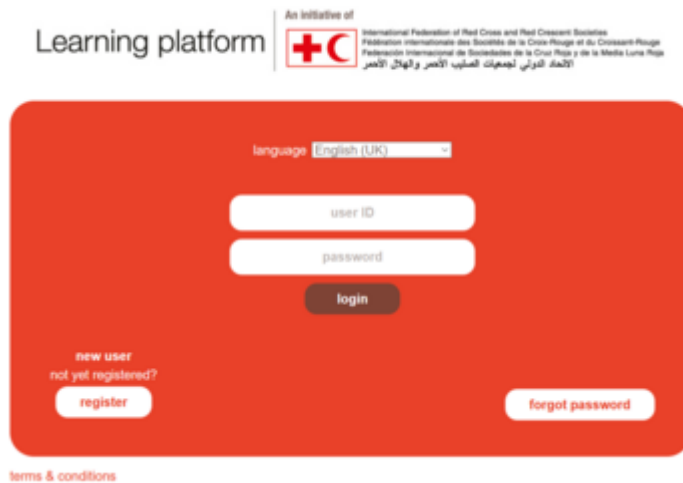 An initiative of
Learning platform
International Federation of Red Cross and Red Crescent Societies
Fédération internationale des Sociétés de la Croix-Rouge et du Croissant-Rouge
Federación Internacional de Sociedades de la Cruz Roja y de la Media Luna Roja
الاتحاد الدولي لجمعيات الصليب الأحمر والهلال الأحمر
language English (UK)
user ID
password
login
new user
not yet registered?
register
forgot password
terms & conditions